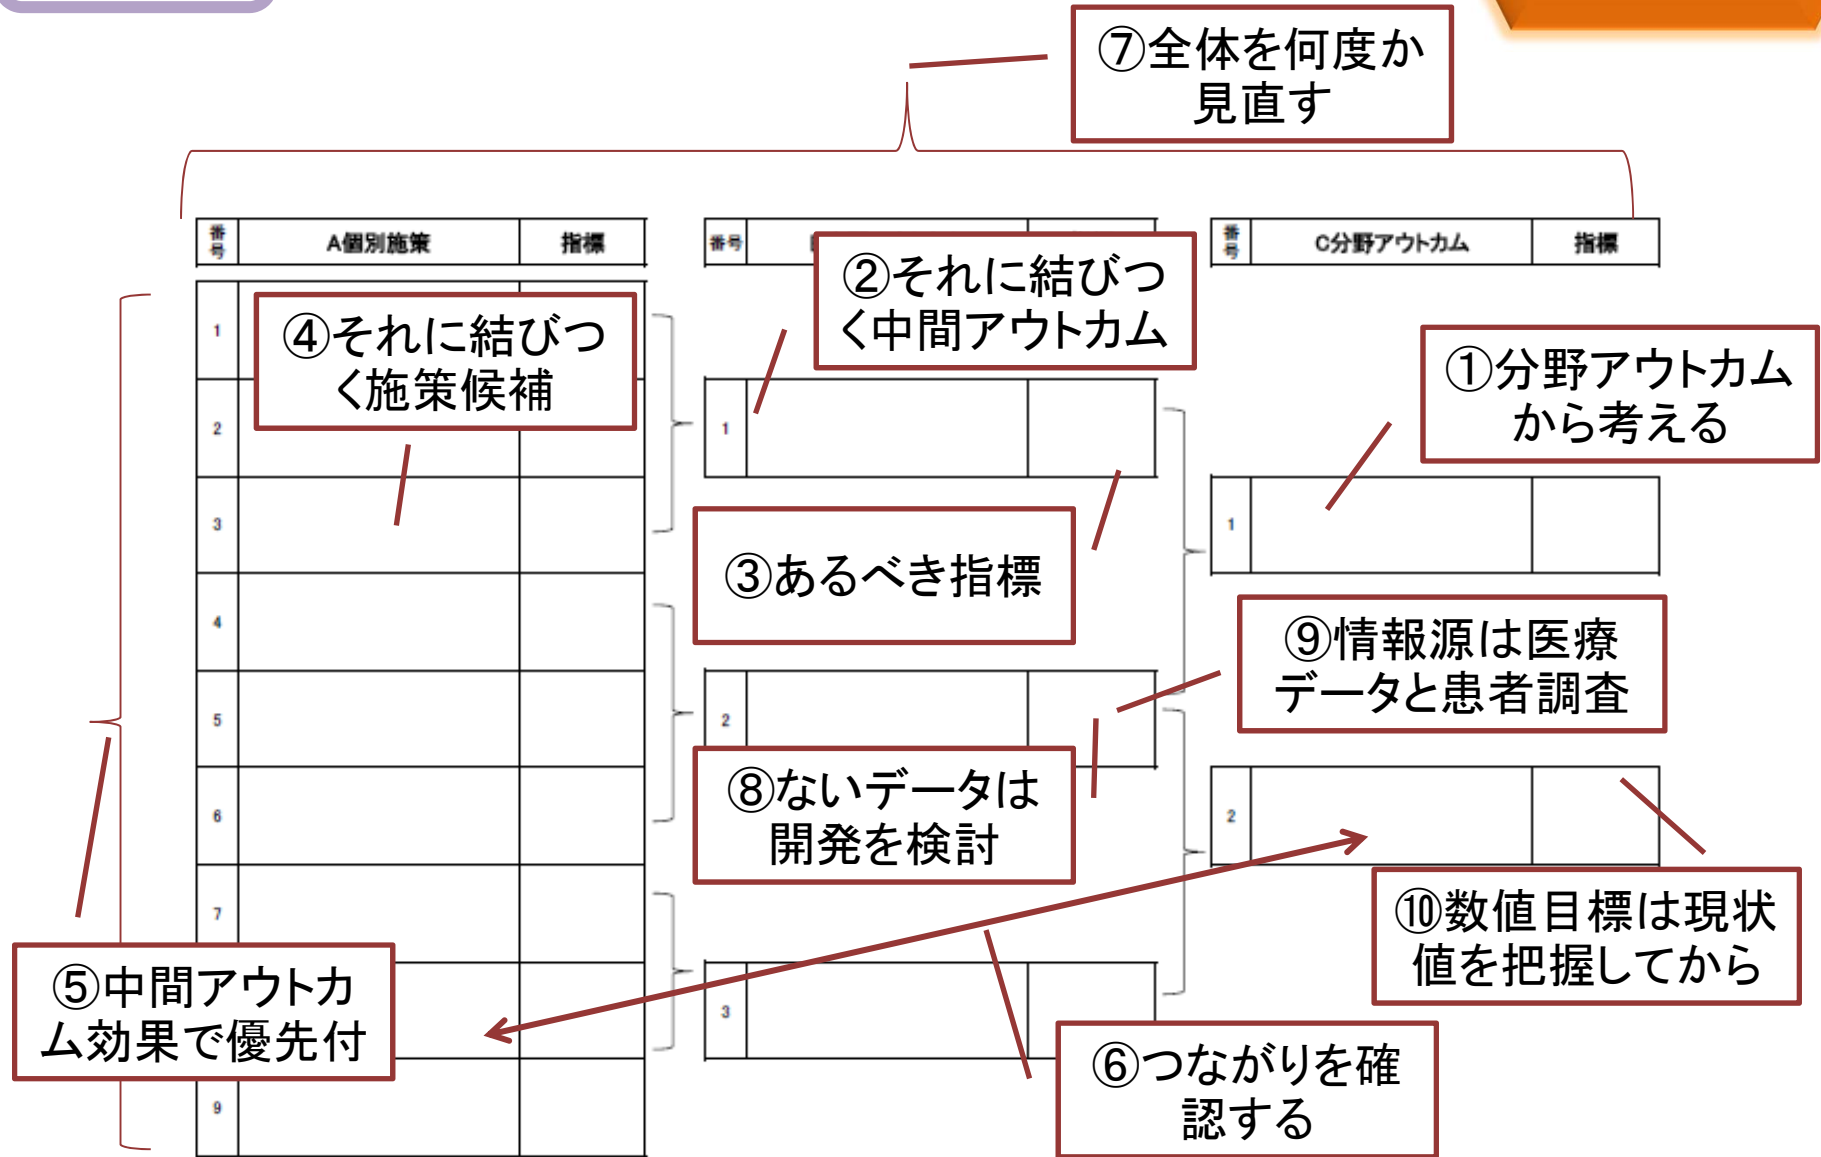 ⑦全体を何度か
見直す
番号
A個別施策
指標
番号
番号
C分野アウトカム
指標
②それに結びつ
く中間アウトカム
④それに結びつ
く施策候補
①分野アウトカム
から考える
1
2
3
4
5
6
7
9
1
2
3
1
2
③あるべき指標
⑨情報源は医療
データと患者調査
⑧ないデータは
開発を検討
⑩数値目標は現状
値を把握してから
⑤中間アウトカ
ム効果で優先付
⑥つながりを確
認する